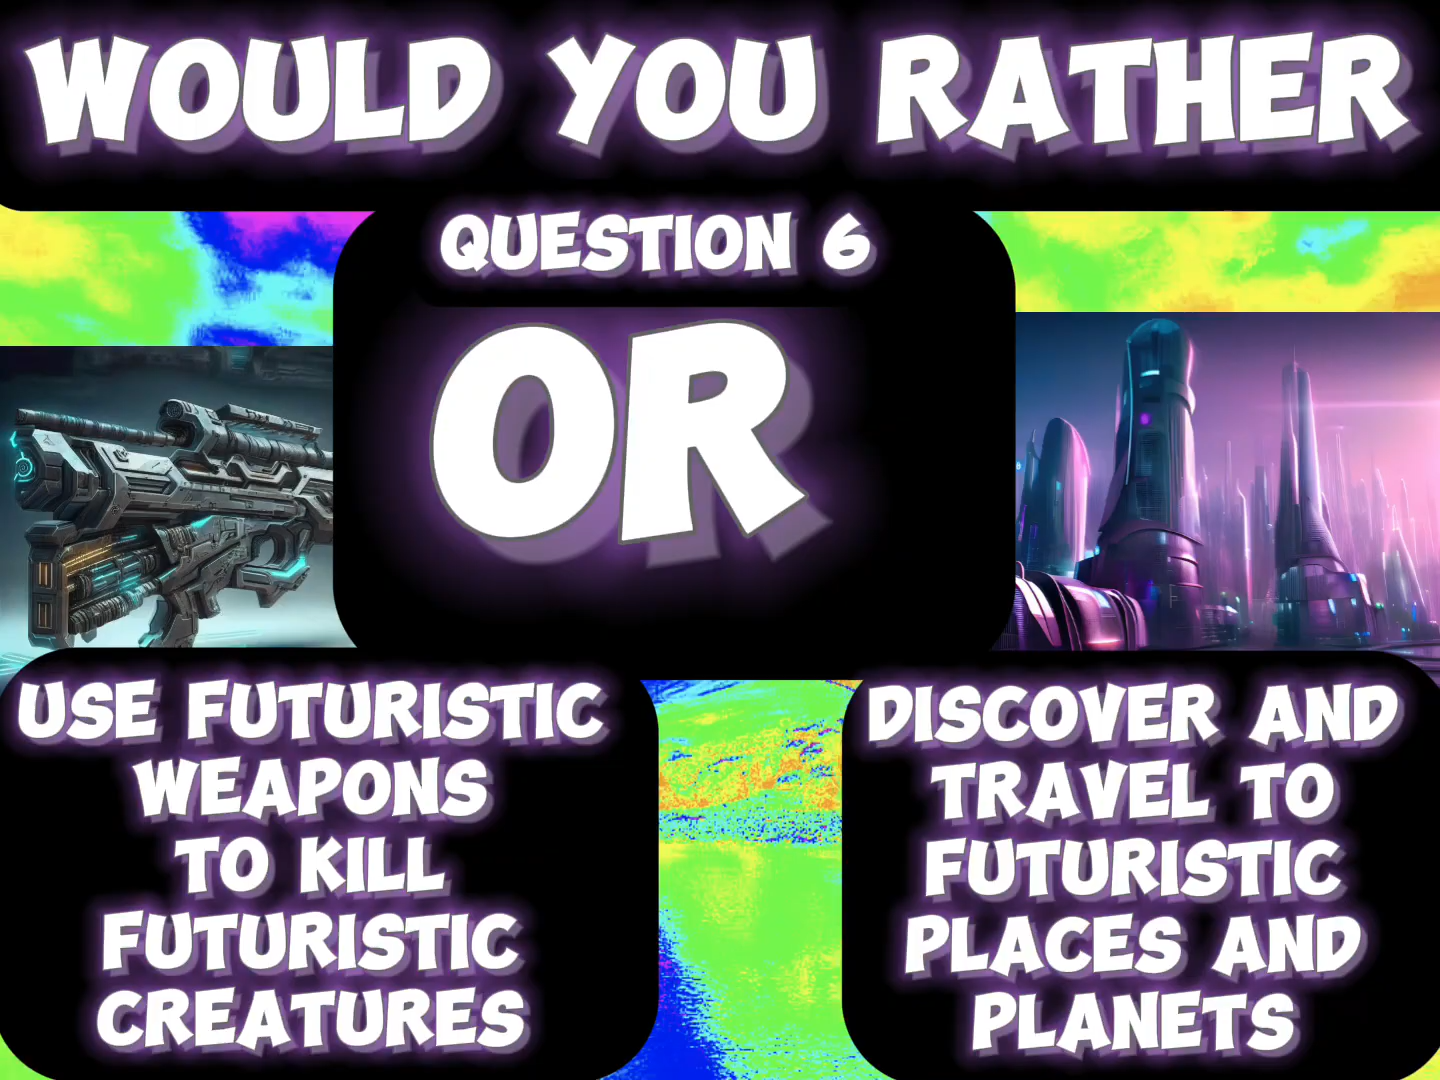 WOULD YOU RATHER
QUESTION 6
OR
USE FUTURISTIC
WEAPONS
TO KILL
FUTURISTIC
CREATURES
DISCOVER AND
TRAVEL TO
FUTURISTIC
PLACES AND
PLANETS